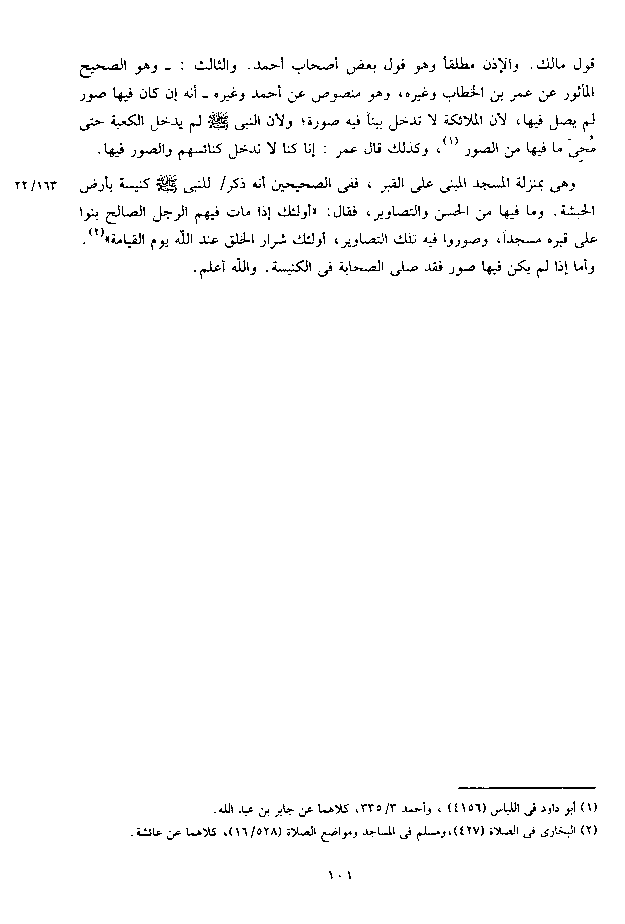 قول مالك. والإذن مطلقاً وهو قول بعض أصحاب أحمد. والثالث : ـ وهو الصحيح
المأثور عن عمر بن الخطاب وغيره، وهو منصوص عن أحمد وغيره ـ أنه إن كان فيها صور
لم يصل فيها، لأن الملائكة لا تدخل بيتاً فيه صورة؛ ولأن النبى ﷺ لم يدخل الكعبة حتى
مُحِىَ ما فيها من الصور (١)، وكذلك قال عمر : إنا كنا لا ندخل كنائسهم والصور فيها.
وهى بمنزلة المسجد المبنى على القبر ، ففى الصحيحين أنه ذكر/ للنبى ﷺ كنيسة بأرض ٢٢/١٦٣
الحبشة. وما فيها من الحسن والتصاوير، فقال: «أولئك إذا مات فيهم الرجل الصالح بنوا
على قبره مسجداً، وصوروا فيه تلك التصاوير، أولئك شرار الخلق عند الله يوم القيامة»(٢).
وأما إذا لم يكن فيها صور فقد صلى الصحابة فى الكنيسة. والله أعلم.
(١) أبو داود فى اللباس (٤١٥٦) ، وأحمد ٣/ ٣٣٥، كلاهما عن جابر بن عبد الله.
(٢) البخارى فى الصلاة (٤٢٧)،ومسلم فى المساجد ومواضع الصلاة (١٦/٥٢٨)، كلاهما عن عائشة.
١٠١